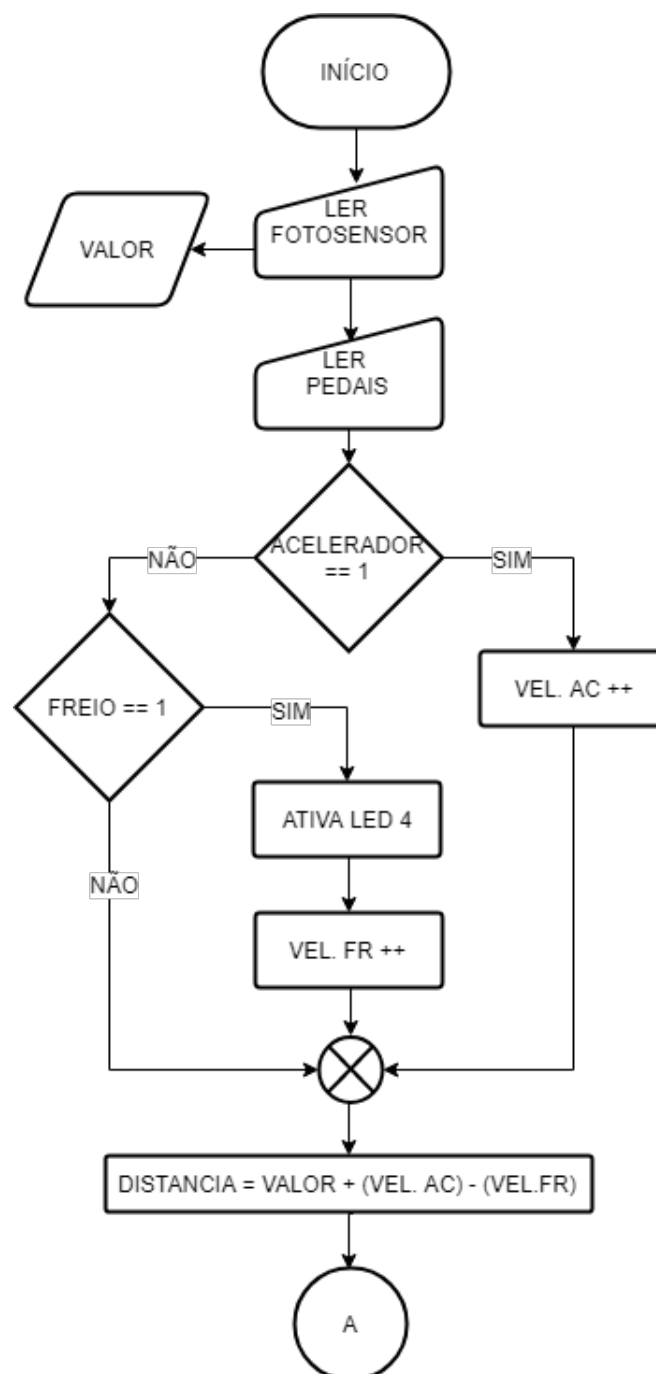 INÍCIO
LER
FOTOSENSOR
VALOR
LER
PEDAIS
ACELERADOR
== 1
NÃO
SIM
FREIO == 1
SIM
VEL. AC ++
ATIVA LED 4
NÃO
VEL. FR ++
DISTANCIA = VALOR + (VEL. AC) - (VEL.FR)
A